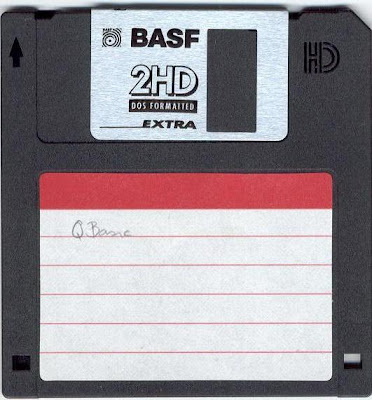 BASF
2HD
DOS FORMATTED
EXTRA
HD
Q Basic